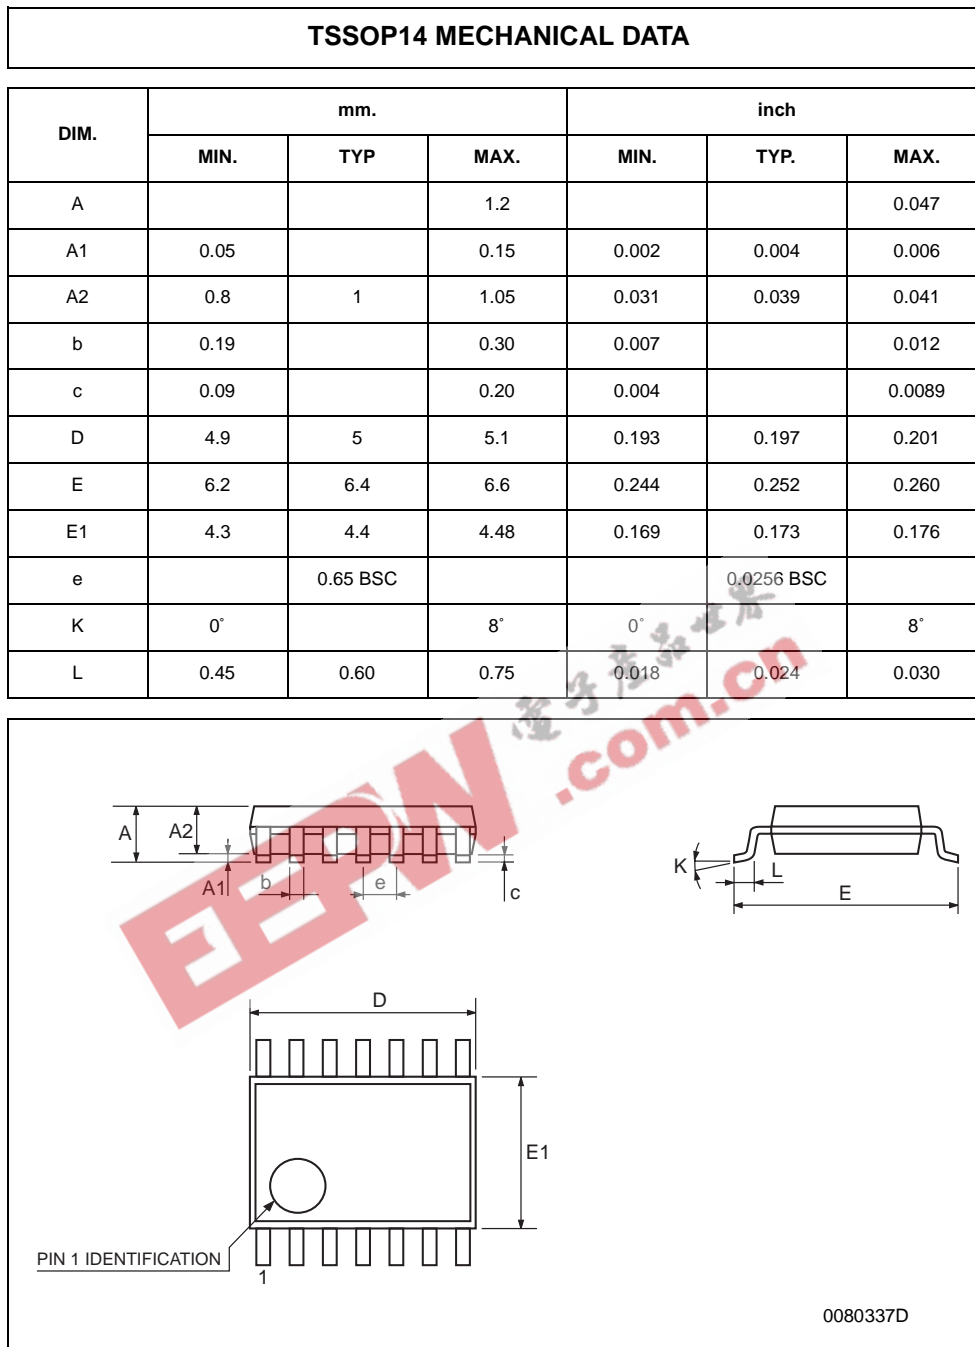 TSSOP14 MECHANICAL DATA
DIM. mm. inch
MIN. TYP MAX. MIN. TYP. MAX.
A 1.2 0.047
A1 0.05 0.15 0.002 0.004 0.006
A2 0.8 1 1.05 0.031 0.039 0.041
b 0.19 0.30 0.007 0.012
c 0.09 0.20 0.004 0.0089
D 4.9 5 5.1 0.193 0.197 0.201
E 6.2 6.4 6.6 0.244 0.252 0.260
E1 4.3 4.4 4.48 0.169 0.173 0.176
e 0.65 BSC 0.0256 BSC
K 0˚ 8˚ 0˚ 8˚
L 0.45 0.60 0.75 0.018 0.024 0.030
EEPW 電子產品世界
.com.cn
A A2
A1 b e c
K L
E
D
E1
PIN 1 IDENTIFICATION
1
0080337D